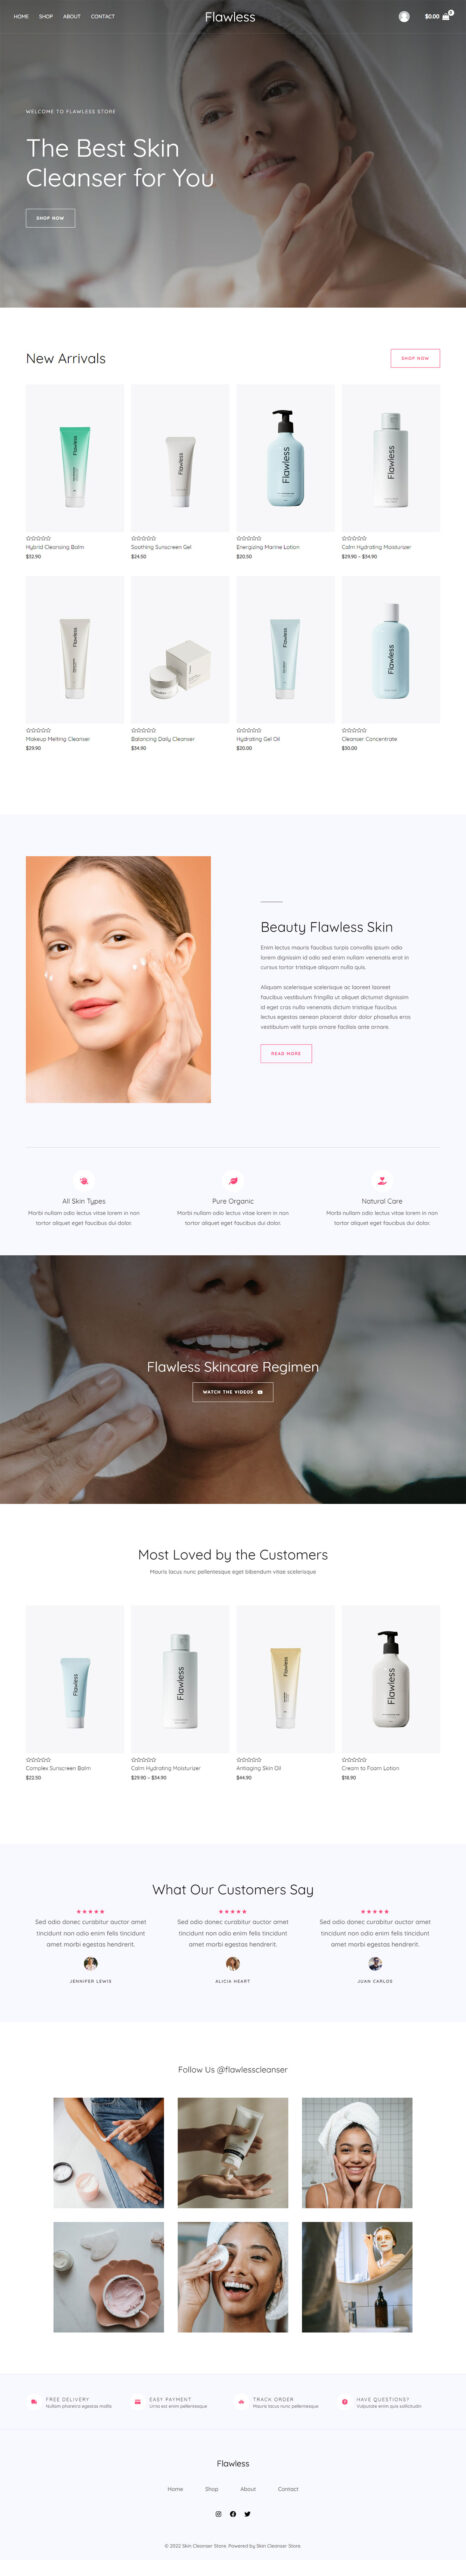 HOME SHOP ABOUT CONTACT
Flawless
$0.00
WELCOME TO FLAWLESS STORE
The Best Skin
Cleanser for You
SHOP NOW
New Arrivals
SHOP NOW
Flawless
Flawless
Flawless
Flawless
Hybrid Cleansing Balm
$32.90
Soothing Sunscreen Gel
$24.50
Energizing Marine Lotion
$20.50
Calm Hydrating Moisturizer
$29.90 – $34.90
Flawless
Flawless
Flawless
Flawless
Makeup Melting Cleanser
$29.90
Balancing Daily Cleanser
$34.90
Hydrating Gel Oil
$20.00
Cleanser Concentrate
$30.00
Beauty Flawless Skin
Enim lectus mauris faucibus turpis convallis ipsum odio
lorem dignissim id odio sed enim nullam venenatis erat in
cursus tortor tristique aliquam nulla quis.
Aliquam scelerisque scelerisque ac laoreet laoreet
faucibus vestibulum fringilla ut aliquet dictumst dignissim
id eget cras nulla venenatis dictum tristique faucibus
lectus egestas aenean placerat dolor dolor phasellus eros
vestibulum velit turpis ornare facilisis ante ornare.
READ MORE
All Skin Types
Morbi nullam odio lectus vitae lorem in non
tortor aliquet eget faucibus dui dolor.
Pure Organic
Morbi nullam odio lectus vitae lorem in non
tortor aliquet eget faucibus dui dolor.
Natural Care
Morbi nullam odio lectus vitae lorem in non
tortor aliquet eget faucibus dui dolor.
Flawless Skincare Regimen
WATCH THE VIDEOS
Most Loved by the Customers
Mauris lacus nunc pellentesque eget bibendum vitae scelerisque
Flawless
Flawless
Flawless
Flawless
Complex Sunscreen Balm
$22.50
Calm Hydrating Moisturizer
$29.90 – $34.90
Antiaging Skin Oil
$44.90
Cream to Foam Lotion
$18.90
What Our Customers Say
Sed odio donec curabitur auctor amet
tincidunt non odio enim felis tincidunt
amet morbi egestas hendrerit.
JENNIFER LEWIS
Sed odio donec curabitur auctor amet
tincidunt non odio enim felis tincidunt
amet morbi egestas hendrerit.
ALICIA HEART
Sed odio donec curabitur auctor amet
tincidunt non odio enim felis tincidunt
amet morbi egestas hendrerit.
JUAN CARLOS
Follow Us @flawlesscleanser
FREE DELIVERY
Nullam pharetra egestas mollis
EASY PAYMENT
Urna est enim pellentesque
TRACK ORDER
Mauris lacus nunc pellentesque
HAVE QUESTIONS?
Vulputate enim quis sollicitudin
Flawless
Home Shop About Contact
© 2022 Skin Cleanser Store. Powered by Skin Cleanser Store.